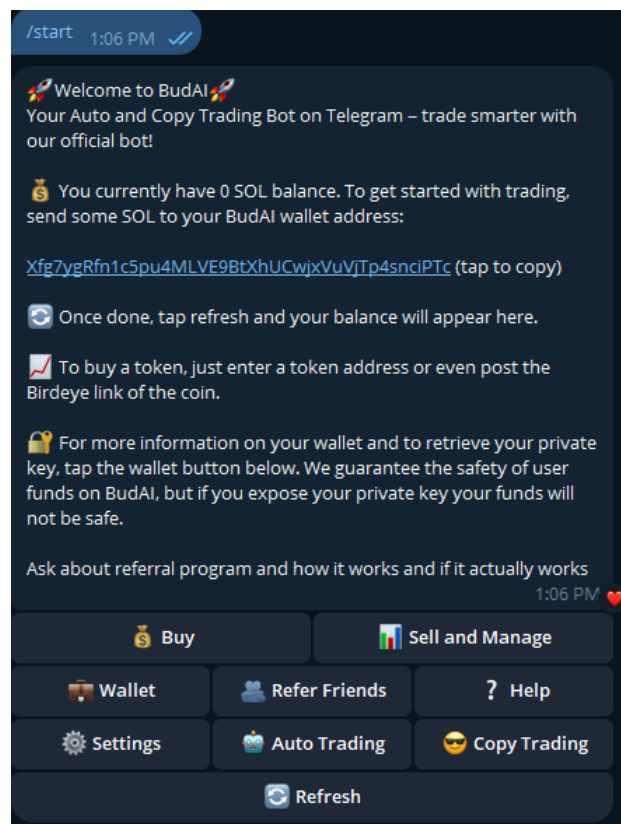 /start 1:06 PM
🚀Welcome to BudAI🚀
Your Auto and Copy Trading Bot on Telegram – trade smarter with
our official bot!
💰 You currently have 0 SOL balance. To get started with trading,
send some SOL to your BudAI wallet address:
Xfg7ygRfn1c5pu4MLVE9BtXhUCwjxVuVjTp4snciPTc (tap to copy)
🔄 Once done, tap refresh and your balance will appear here.
📈 To buy a token, just enter a token address or even post the
Birdeye link of the coin.
🔐 For more information on your wallet and to retrieve your private
key, tap the wallet button below. We guarantee the safety of user
funds on BudAI, but if you expose your private key your funds will
not be safe.
Ask about referral program and how it works and if it actually works
1:06 PM
💰 Buy
📊 Sell and Manage
💼 Wallet
👥 Refer Friends
❔ Help
⚙️ Settings
🤖 Auto Trading
😎 Copy Trading
🔄 Refresh